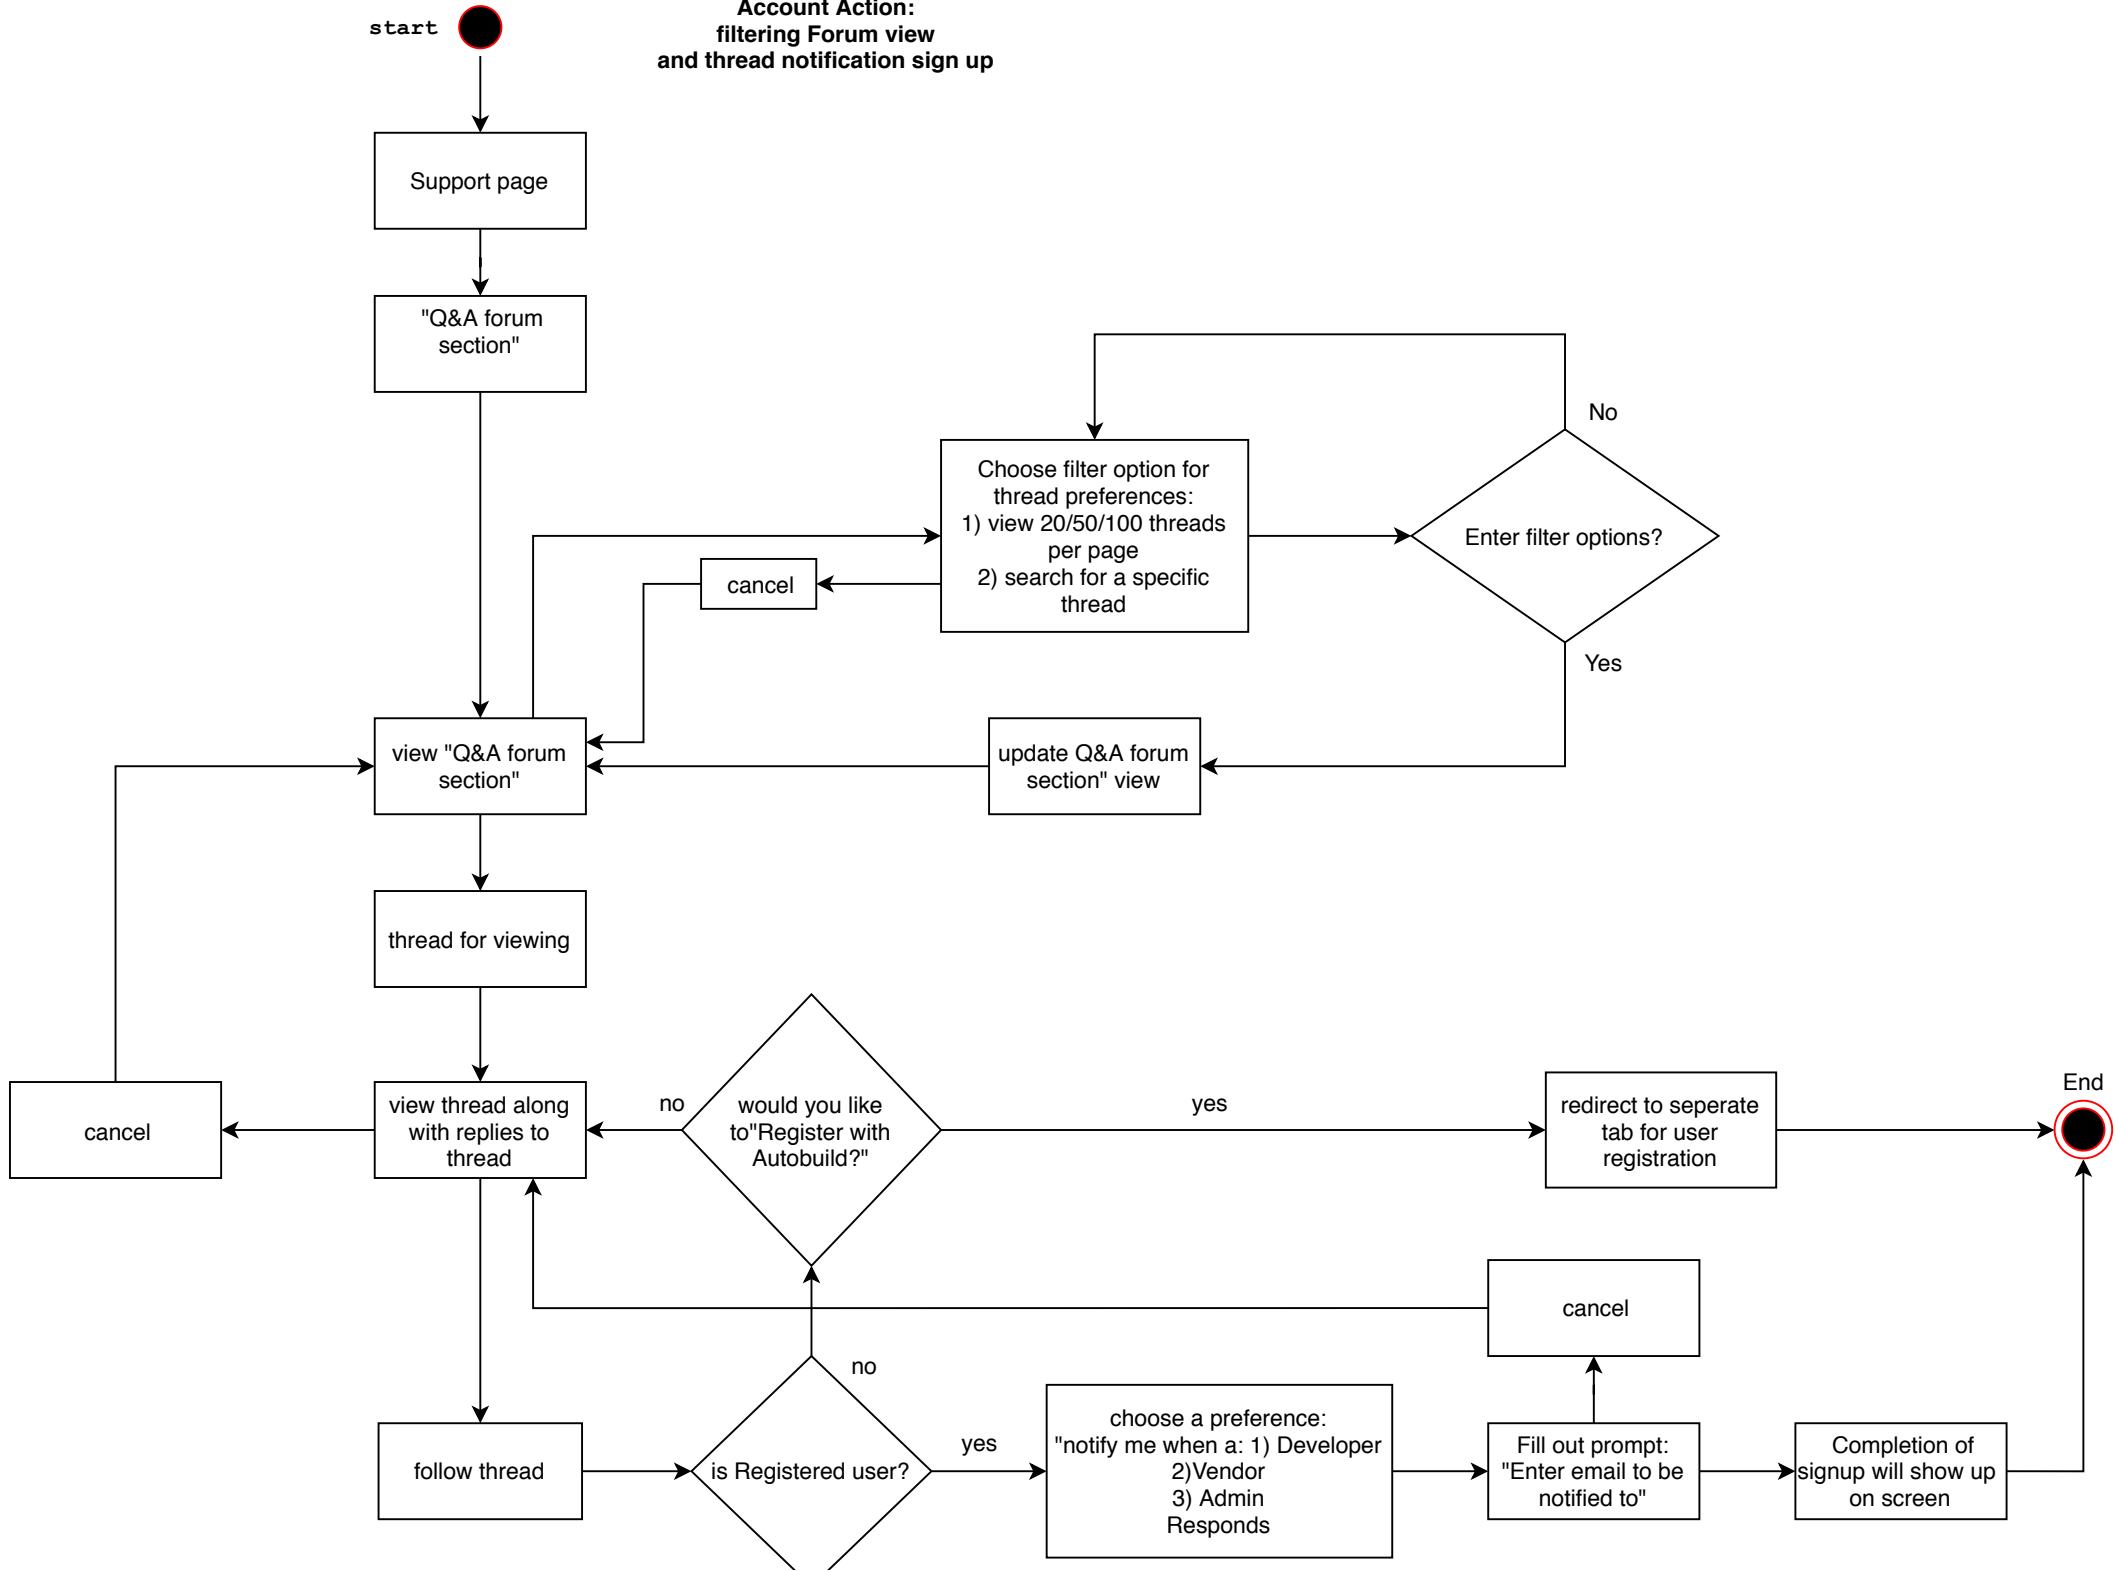 Account Action:
filtering Forum view
and thread notification sign up
start
Support page
"Q&A forum
section"
No
Choose filter option for
thread preferences:
1) view 20/50/100 threads
per page
2) search for a specific
thread
Enter filter options?
cancel
Yes
view "Q&A forum
section"
update Q&A forum
section" view
thread for viewing
cancel
view thread along
with replies to
thread
no
would you like
to"Register with
Autobuild?"
yes
redirect to seperate
tab for user
registration
End
cancel
no
follow thread
is Registered user?
yes
choose a preference:
"notify me when a: 1) Developer
2)Vendor
3) Admin
Responds
Fill out prompt:
"Enter email to be
notified to"
Completion of
signup will show up
on screen